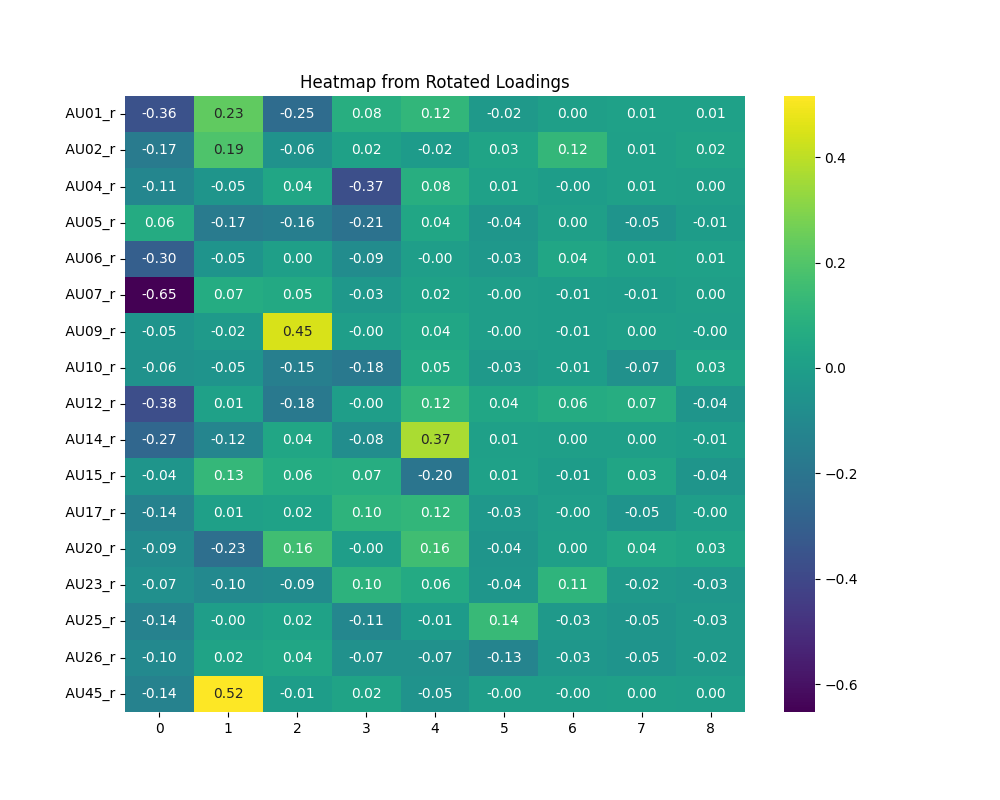 Heatmap from Rotated Loadings
AU01_r -0.36 0.23 -0.25 0.08 0.12 -0.02 0.00 0.01 0.01
AU02_r -0.17 0.19 -0.06 0.02 -0.02 0.03 0.12 0.01 0.02
AU04_r -0.11 -0.05 0.04 -0.37 0.08 0.01 -0.00 0.01 0.00
AU05_r 0.06 -0.17 -0.16 -0.21 0.04 -0.04 0.00 -0.05 -0.01
AU06_r -0.30 -0.05 0.00 -0.09 -0.00 -0.03 0.04 0.01 0.01
AU07_r -0.65 0.07 0.05 -0.03 0.02 -0.00 -0.01 -0.01 0.00
AU09_r -0.05 -0.02 0.45 -0.00 0.04 -0.00 -0.01 0.00 -0.00
AU10_r -0.06 -0.05 -0.15 -0.18 0.05 -0.03 -0.01 -0.07 0.03
AU12_r -0.38 0.01 -0.18 -0.00 0.12 0.04 0.06 0.07 -0.04
AU14_r -0.27 -0.12 0.04 -0.08 0.37 0.01 0.00 0.00 -0.01
AU15_r -0.04 0.13 0.06 0.07 -0.20 0.01 -0.01 0.03 -0.04
AU17_r -0.14 0.01 0.02 0.10 0.12 -0.03 -0.00 -0.05 -0.00
AU20_r -0.09 -0.23 0.16 -0.00 0.16 -0.04 0.00 0.04 0.03
AU23_r -0.07 -0.10 -0.09 0.10 0.06 -0.04 0.11 -0.02 -0.03
AU25_r -0.14 -0.00 0.02 -0.11 -0.01 0.14 -0.03 -0.05 -0.03
AU26_r -0.10 0.02 0.04 -0.07 -0.07 -0.13 -0.03 -0.05 -0.02
AU45_r -0.14 0.52 -0.01 0.02 -0.05 -0.00 -0.00 0.00 0.00
0 1 2 3 4 5 6 7 8
0.4
0.2
0.0
−0.2
−0.4
−0.6